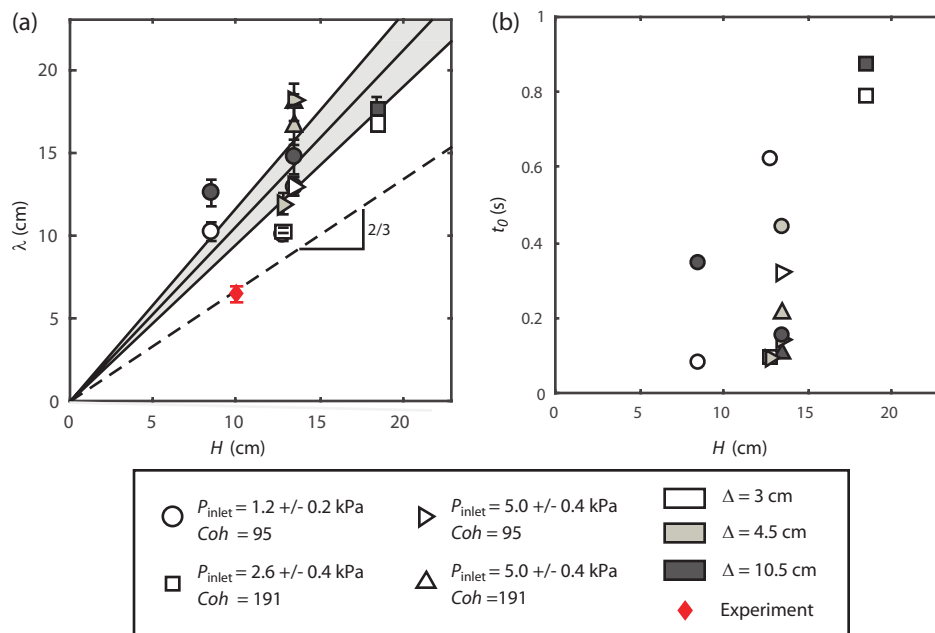 (a)
20
15
10
5
0
λ (cm)
2/3
0
5
10
15
20
H (cm)
(b)
1
0.8
0.6
0.4
0.2
0
t0 (s)
0
5
10
15
20
H (cm)
Pinlet = 1.2 +/- 0.2 kPa
Coh = 95
Pinlet = 2.6 +/- 0.4 kPa
Coh = 191
Pinlet = 5.0 +/- 0.4 kPa
Coh = 95
Pinlet = 5.0 +/- 0.4 kPa
Coh =191
Δ = 3 cm
Δ = 4.5 cm
Δ = 10.5 cm
Experiment